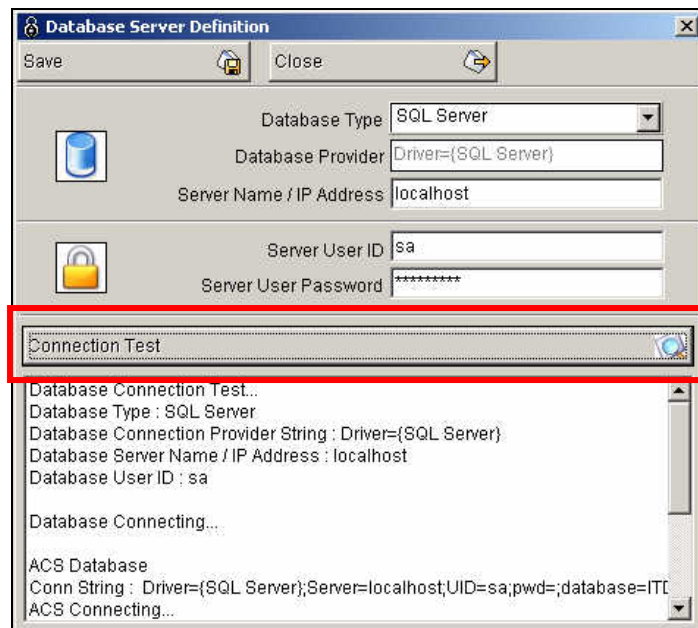 Database Server Definition
Save Close
Database Type SQL Server
Database Provider Driver={SQL Server}
Server Name / IP Address localhost
Server User ID sa
Server User Password *********
Connection Test
Database Connection Test...
Database Type : SQL Server
Database Connection Provider String : Driver={SQL Server}
Database Server Name / IP Address : localhost
Database User ID : sa
Database Connecting...
ACS Database
Conn String : Driver={SQL Server};Server=localhost;UID=sa;pwd=;database=ITD
ACS Connecting...